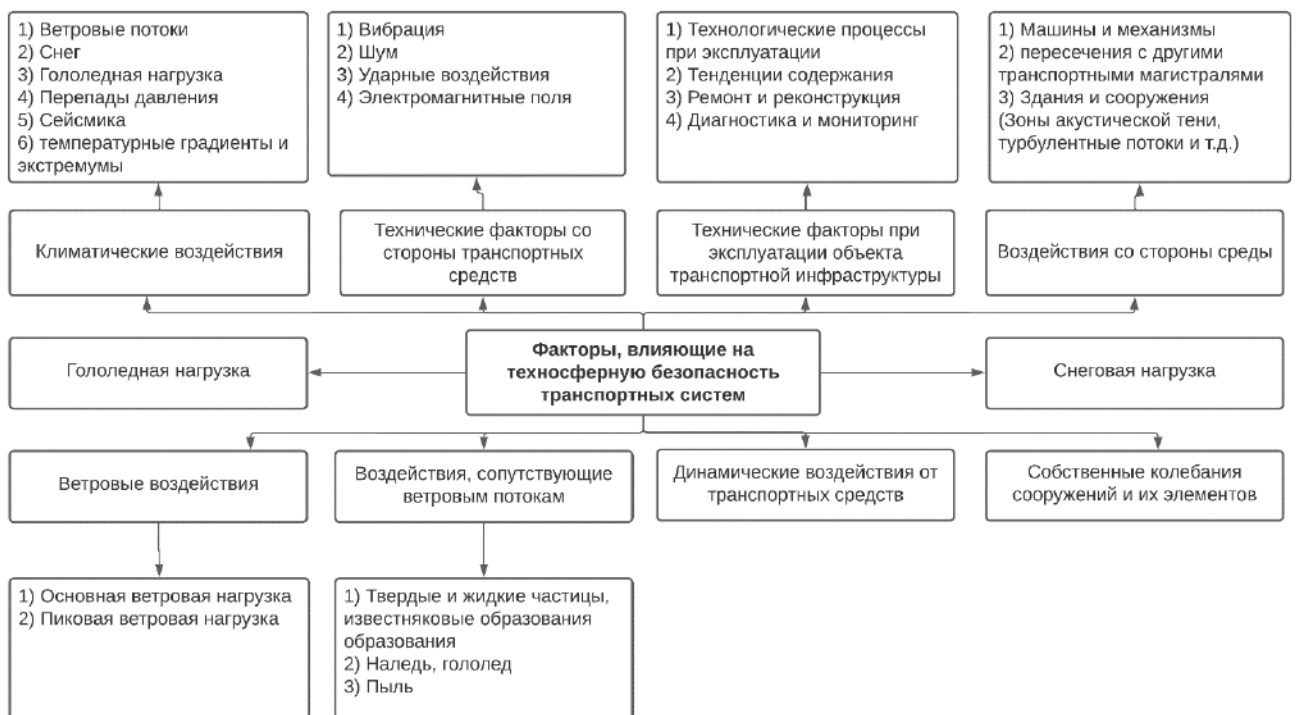 1) Ветровые потоки
2) Снег
3) Гололедная нагрузка
4) Перепады давления
5) Сейсмика
6) температурные градиенты и
экстремумы
1) Вибрация
2) Шум
3) Ударные воздействия
4) Электромагнитные поля
1) Технологические процессы
при эксплуатации
2) Тенденции содержания
3) Ремонт и реконструкция
4) Диагностика и мониторинг
1) Машины и механизмы
2) пересечения с другими
транспортными магистралями
3) Здания и сооружения
(Зоны акустической тени,
турбулентные потоки и т.д.)
Климатические воздействия
Технические факторы со
стороны транспортных
средств
Технические факторы при
эксплуатации объекта
транспортной инфраструктуры
Воздействия со стороны среды
Гололедная нагрузка
Факторы, влияющие на
техносферную безопасность
транспортных систем
Снеговая нагрузка
Ветровые воздействия
Воздействия, сопутствующие
ветровым потокам
Динамические воздействия от
транспортных средств
Собственные колебания
сооружений и их элементов
1) Основная ветровая нагрузка
2) Пиковая ветровая нагрузка
1) Твердые и жидкие частицы,
известняковые образования
образования
2) Наледь, гололед
3) Пыль